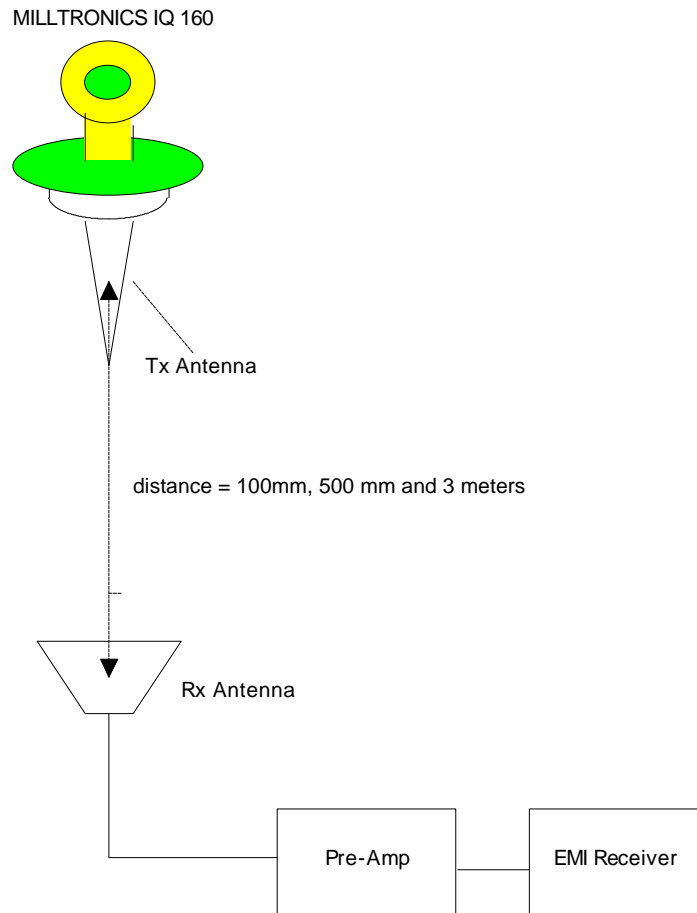 MILLTRONICS IQ 160
Tx Antenna
distance = 100mm, 500 mm and 3 meters
Rx Antenna
Pre-Amp
EMI Receiver